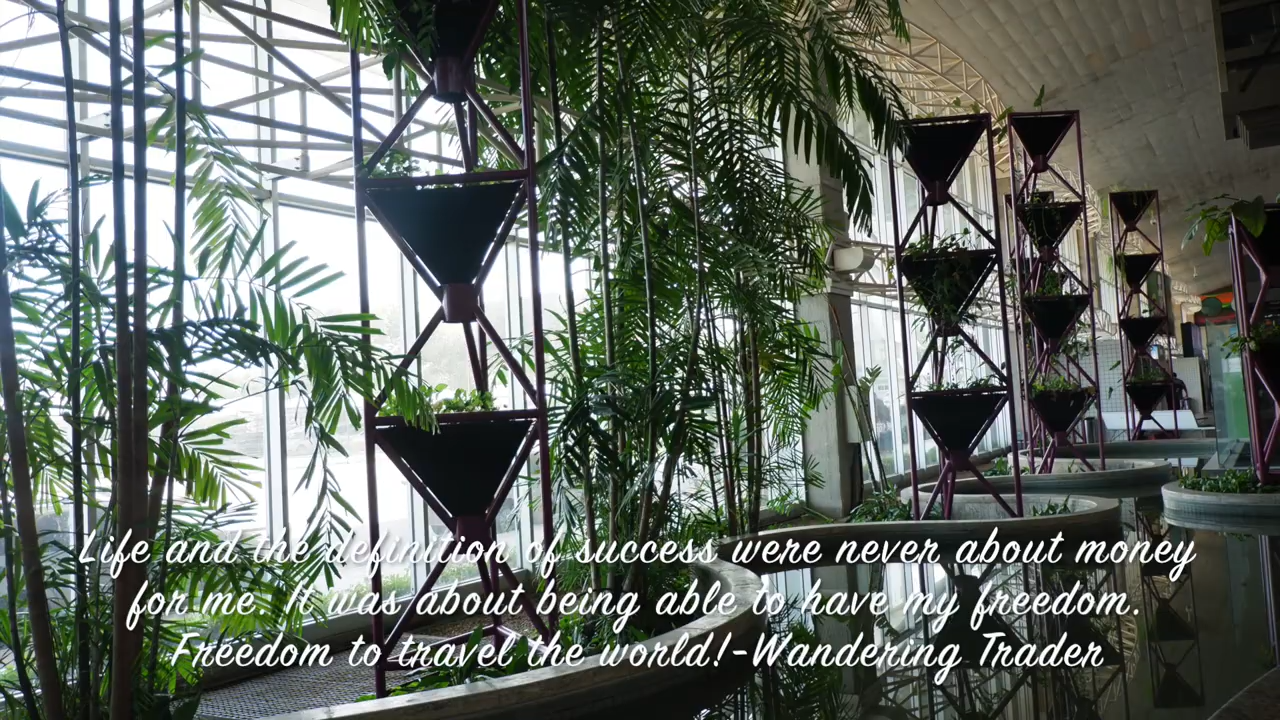 Life and the definition of success were never about money
for me. It was about being able to have my freedom.
Freedom to travel the world!-Wandering Trader